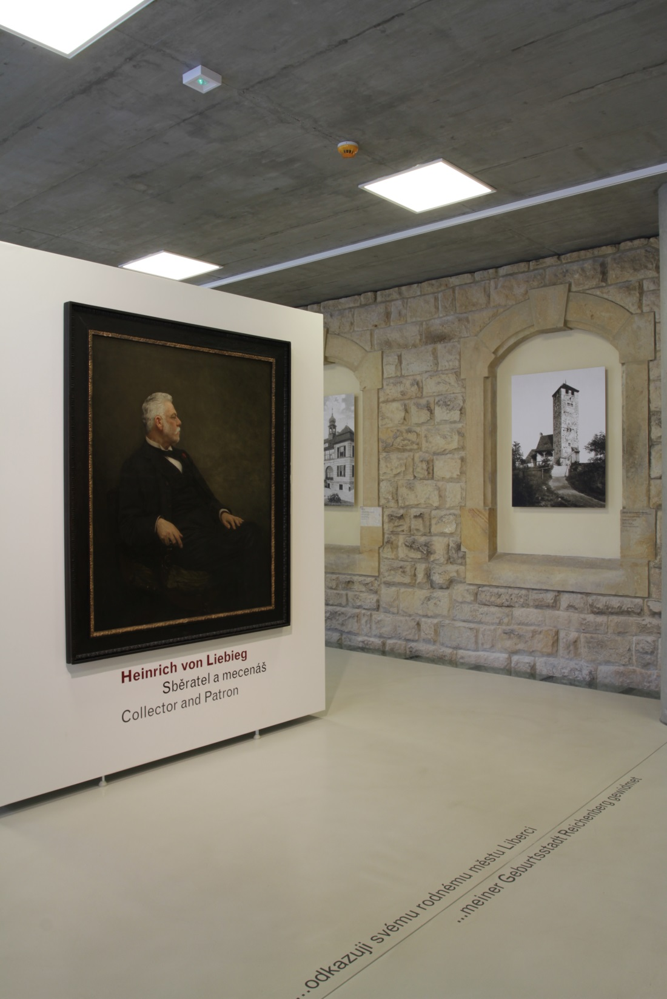 Heinrich von Liebieg
Sběratel a mecenáš
Collector and Patron
...odkazuji svému rodnému městu Liberci
...meiner Geburtsstadt Reichenberg gewidmet